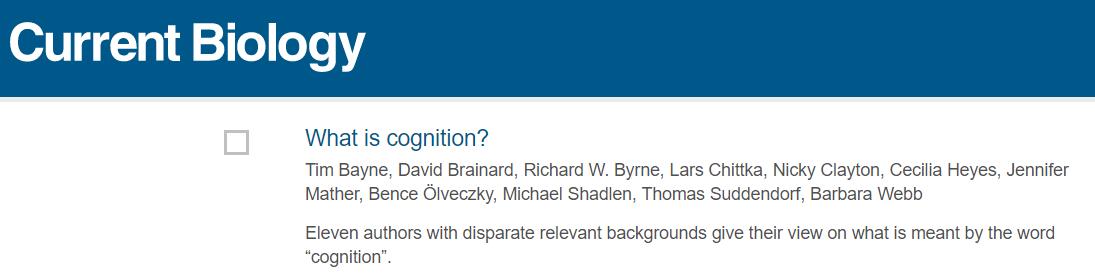 Current Biology
What is cognition?
Tim Bayne, David Brainard, Richard W. Byrne, Lars Chittka, Nicky Clayton, Cecilia Heyes, Jennifer
Mather, Bence Ölveczky, Michael Shadlen, Thomas Suddendorf, Barbara Webb
Eleven authors with disparate relevant backgrounds give their view on what is meant by the word
“cognition”.